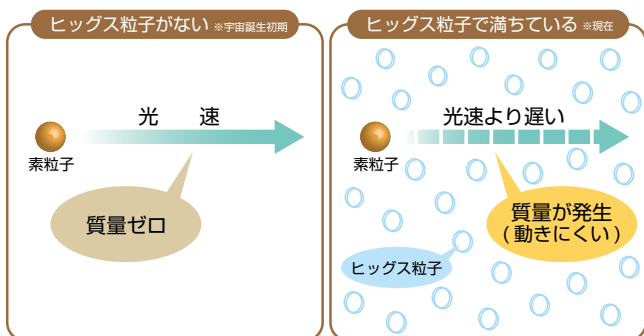 ヒッグス粒子がない ※宇宙誕生初期
光　速
素粒子
質量ゼロ
ヒッグス粒子で満ちている ※現在
光速より遅い
素粒子
質量が発生
(動きにくい)
ヒッグス粒子